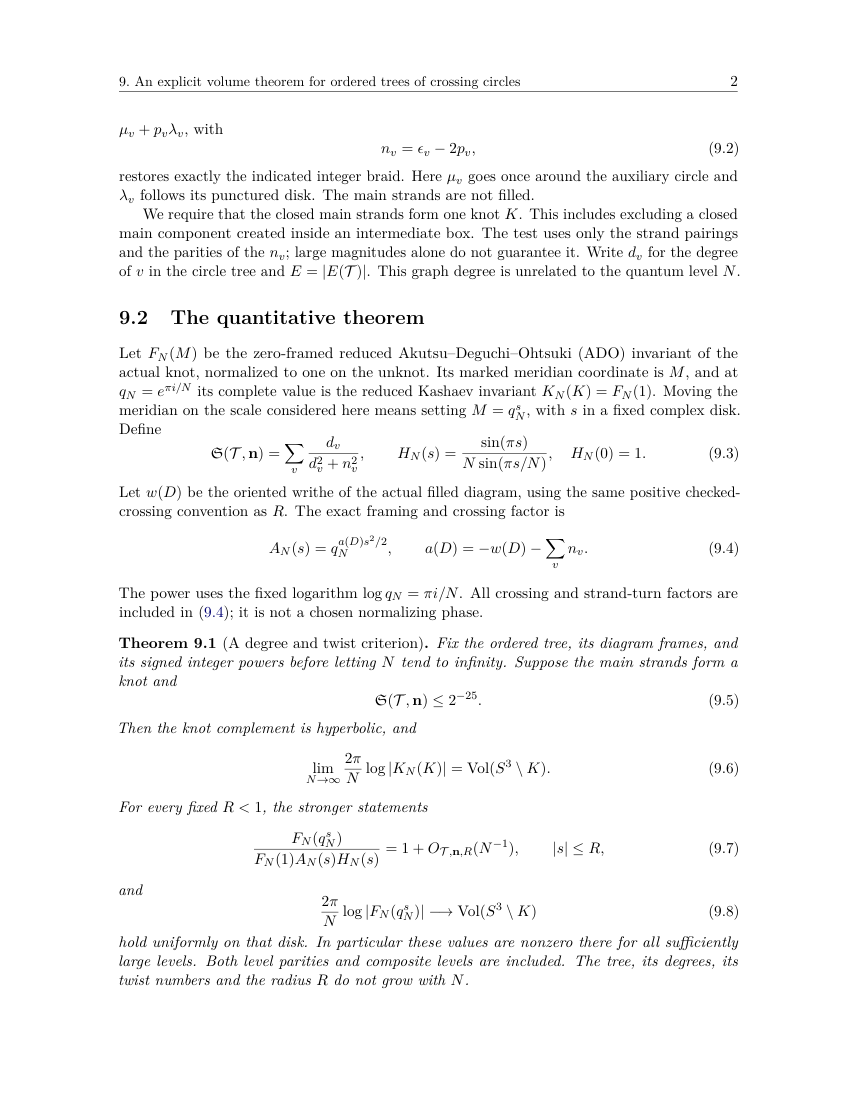 9. An explicit volume theorem for ordered trees of crossing circles 2
μ_v + p_vλ_v, with
n_v = ϵ_v − 2p_v, (9.2)
restores exactly the indicated integer braid. Here μ_v goes once around the auxiliary circle and
λ_v follows its punctured disk. The main strands are not filled.
We require that the closed main strands form one knot K. This includes excluding a closed
main component created inside an intermediate box. The test uses only the strand pairings
and the parities of the n_v; large magnitudes alone do not guarantee it. Write d_v for the degree
of v in the circle tree and E = |E(𝒯)|. This graph degree is unrelated to the quantum level N.
9.2 The quantitative theorem
Let F_N(M) be the zero-framed reduced Akutsu–Deguchi–Ohtsuki (ADO) invariant of the
actual knot, normalized to one on the unknot. Its marked meridian coordinate is M, and at
q_N = e^{πi/N} its complete value is the reduced Kashaev invariant K_N(K) = F_N(1). Moving the
meridian on the scale considered here means setting M = q_N^s, with s in a fixed complex disk.
Define
𝔖(𝒯, n) = ∑_v d_v/(d_v^2 + n_v^2), H_N(s) = sin(πs)/(N sin(πs/N)), H_N(0) = 1. (9.3)
Let w(D) be the oriented writhe of the actual filled diagram, using the same positive checked-
crossing convention as R. The exact framing and crossing factor is
A_N(s) = q_N^{a(D)s^2/2}, a(D) = −w(D) − ∑_v n_v. (9.4)
The power uses the fixed logarithm log q_N = πi/N. All crossing and strand-turn factors are
included in (9.4); it is not a chosen normalizing phase.
Theorem 9.1 (A degree and twist criterion). Fix the ordered tree, its diagram frames, and
its signed integer powers before letting N tend to infinity. Suppose the main strands form a
knot and
𝔖(𝒯, n) ≤ 2^{−25}. (9.5)
Then the knot complement is hyperbolic, and
lim_{N→∞} 2π/N log |K_N(K)| = Vol(S^3 \ K). (9.6)
For every fixed R < 1, the stronger statements
F_N(q_N^s)/(F_N(1)A_N(s)H_N(s)) = 1 + O_{𝒯,n,R}(N^{−1}), |s| ≤ R, (9.7)
and
2π/N log |F_N(q_N^s)| ⟶ Vol(S^3 \ K) (9.8)
hold uniformly on that disk. In particular these values are nonzero there for all sufficiently
large levels. Both level parities and composite levels are included. The tree, its degrees, its
twist numbers and the radius R do not grow with N.